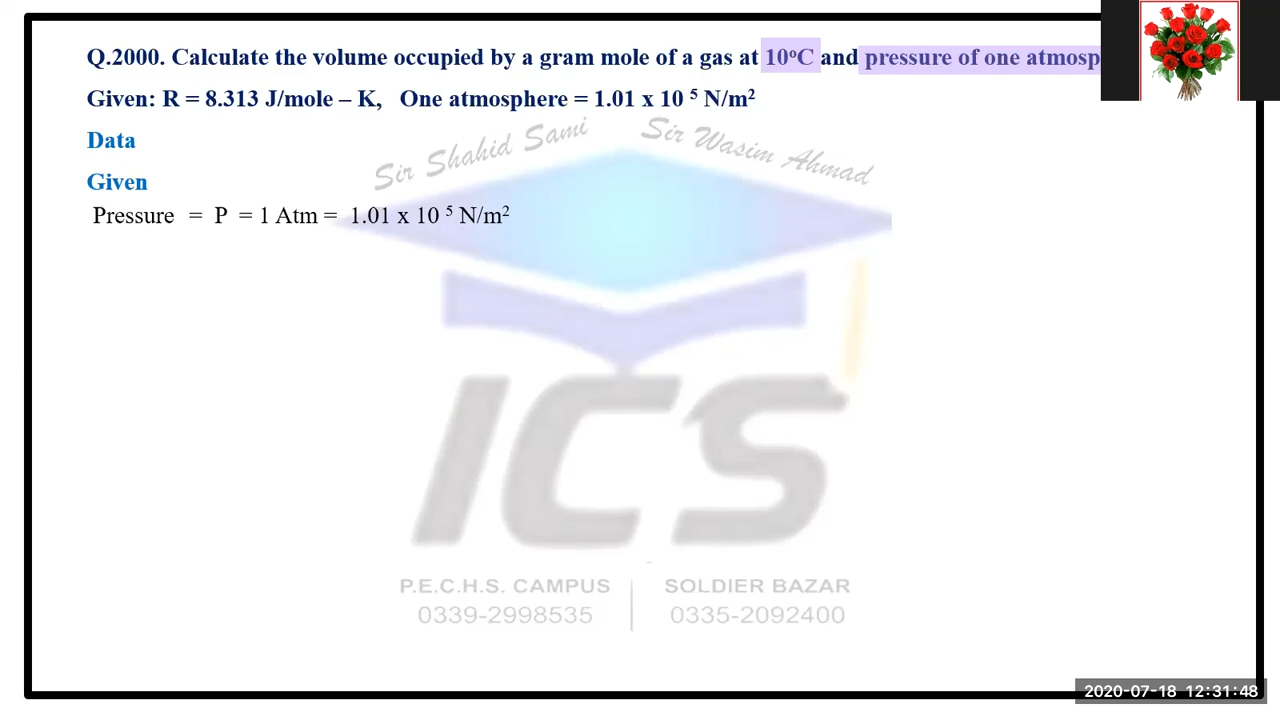 Q.2000. Calculate the volume occupied by a gram mole of a gas at 10°C and pressure of one
Given: R = 8.313 J/mole – K, One atmosphere = 1.01 x 10 ⁵ N/m²
Data
Sir Shahid Sami Sir Wasim Ahmad
Given
Pressure = P = 1 Atm = 1.01 x 10 ⁵ N/m²
ICS
P.E.C.H.S. CAMPUS SOLDIER BAZAR
0339-2998535 0335-2092400
2020-07-18 12:31:48